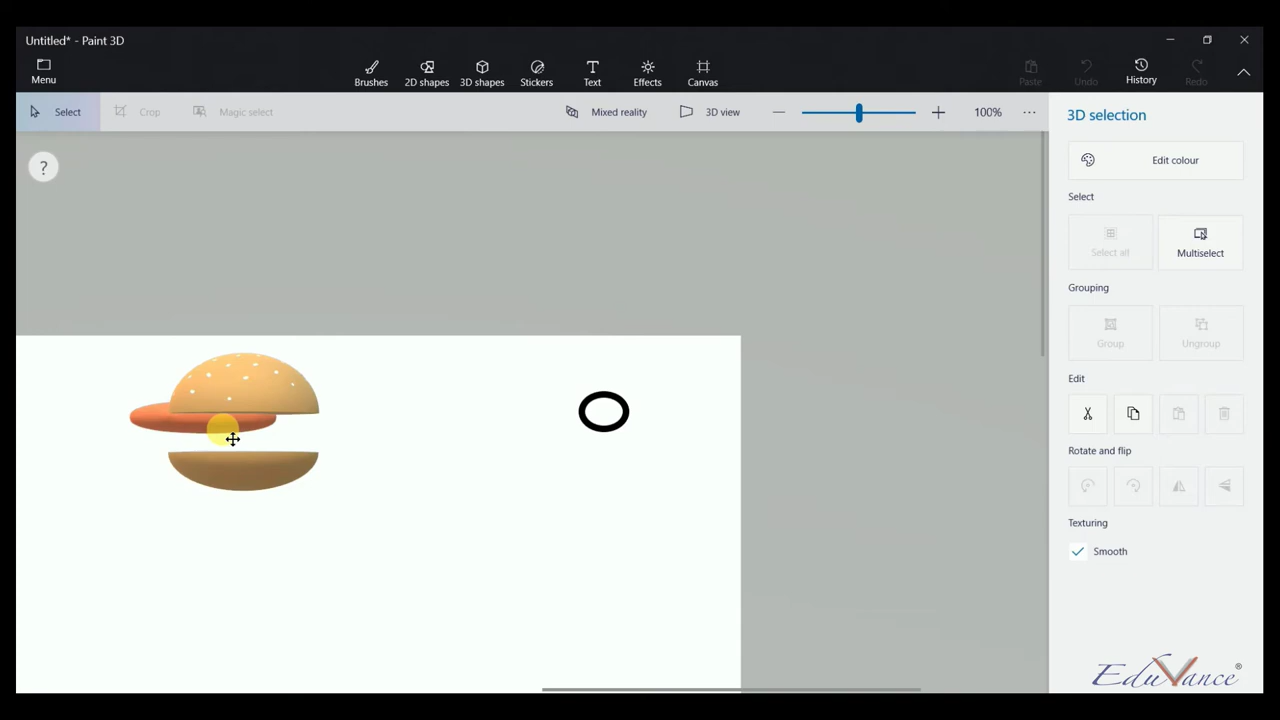 Untitled* - Paint 3D
Menu
Brushes
2D shapes
3D shapes
Stickers
Text
Effects
Canvas
Paste
Undo
History
Redo
Select
Crop
Magic select
Mixed reality
3D view
100%
?
3D selection
Edit colour
Select
Select all
Multiselect
Grouping
Group
Ungroup
Edit
Rotate and flip
Texturing
Smooth
EduVance®